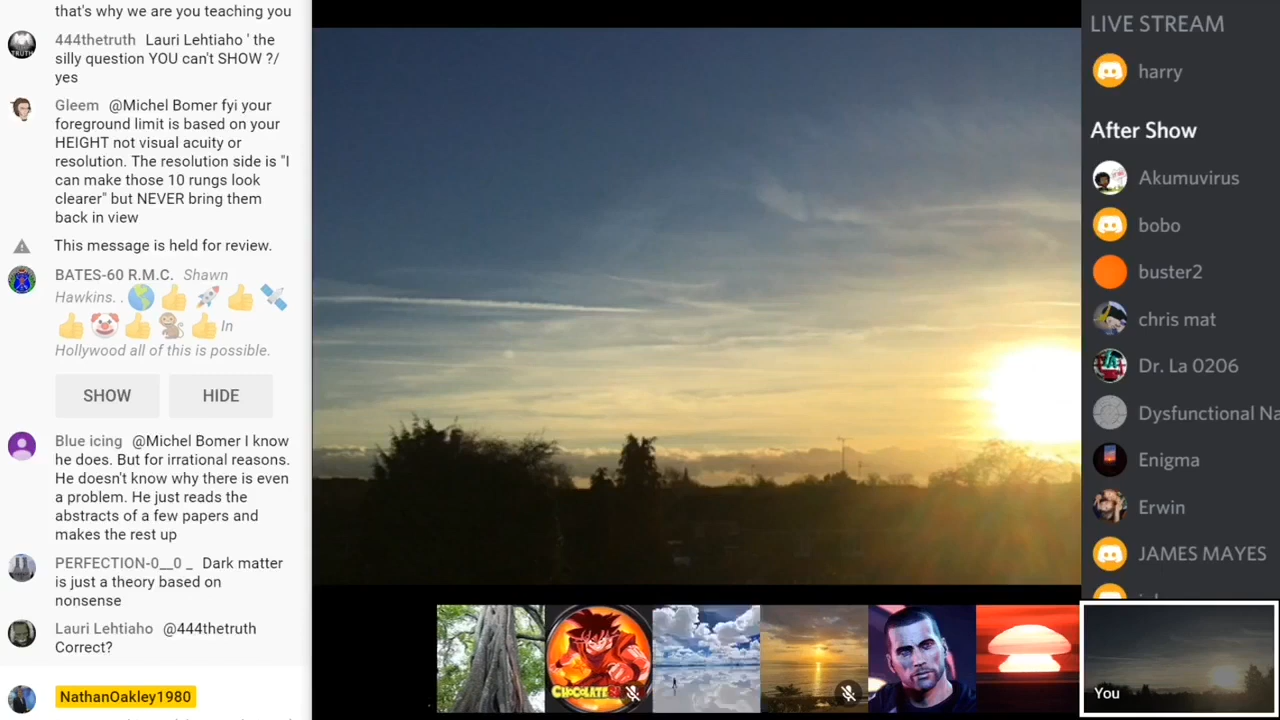 that's why we are you teaching you
444thetruth Lauri Lehtiaho ' the
silly question YOU can't SHOW ?/
yes
Gleem @Michel Bomer fyi your
foreground limit is based on your
HEIGHT not visual acuity or
resolution. The resolution side is "I
can make those 10 rungs look
clearer" but NEVER bring them
back in view
This message is held for review.
BATES-60 R.M.C. Shawn
Hawkins. . 🌎👍🚀👍🛰️
👍🤡👍🐒👍In
Hollywood all of this is possible.
SHOW HIDE
Blue icing @Michel Bomer I know
he does. But for irrational reasons.
He doesn't know why there is even
a problem. He just reads the
abstracts of a few papers and
makes the rest up
PERFECTION-0__0 _ Dark matter
is just a theory based on
nonsense
Lauri Lehtiaho @444thetruth
Correct?
NathanOakley1980
TRUTH
CHOCOLATE
You
LIVE STREAM
harry
After Show
Akumuvirus
bobo
buster2
chris mat
Dr. La 0206
Dysfunctional Na
Enigma
Erwin
JAMES MAYES